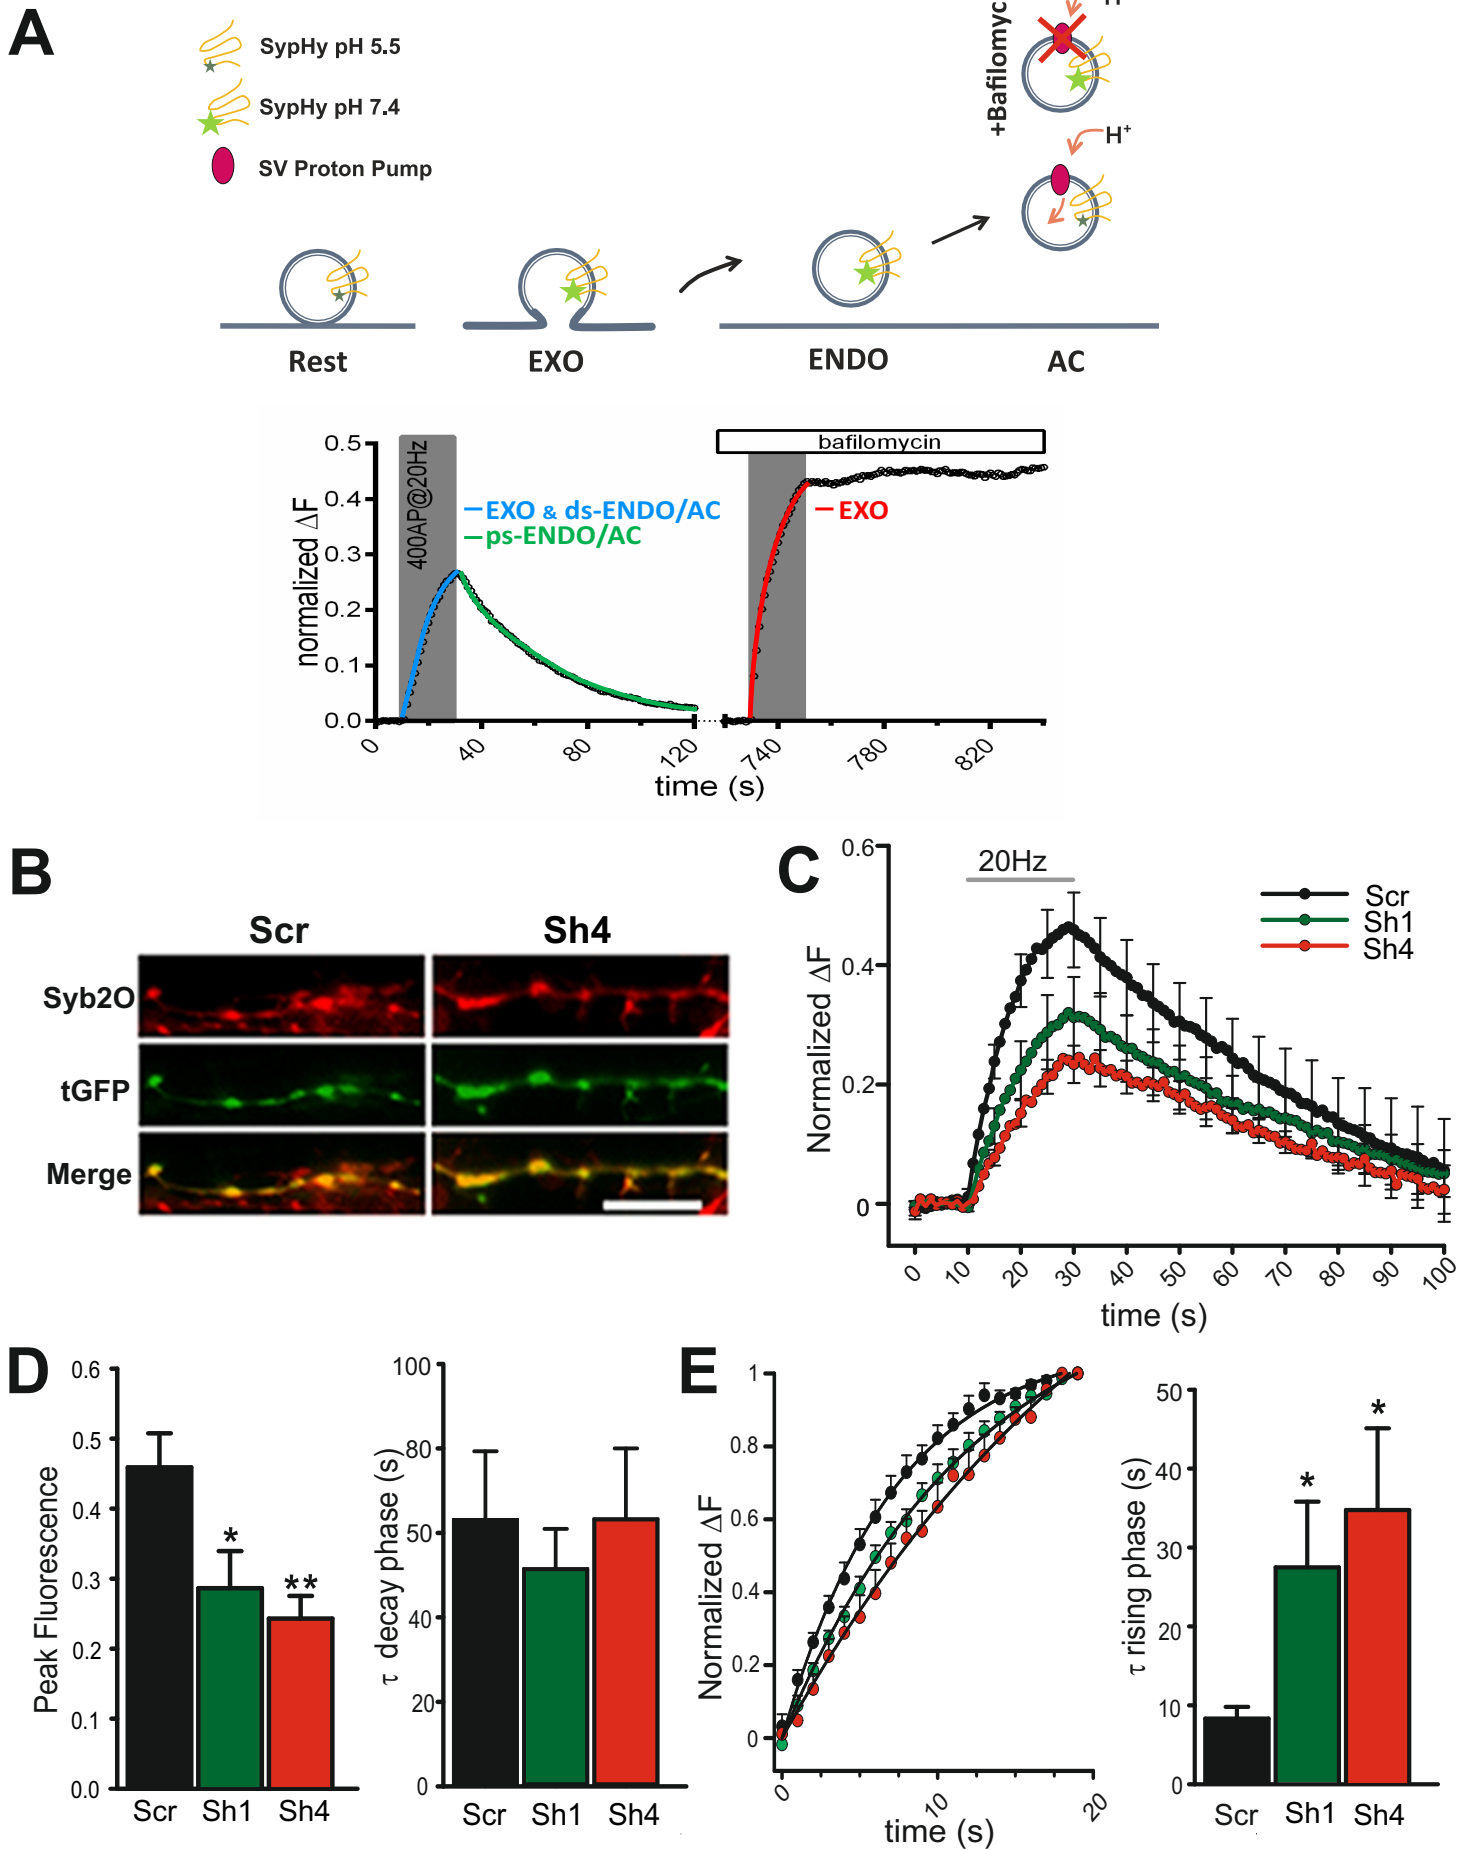 A
SypHy pH 5.5
SypHy pH 7.4
SV Proton Pump
+Bafilomyc
H⁺
Rest
EXO
ENDO
AC
normalized ΔF
0.5
0.4
0.3
0.2
0.1
0.0
400AP@20Hz
EXO & ds-ENDO/AC
ps-ENDO/AC
bafilomycin
EXO
0
40
80
120
740
780
820
time (s)
B
Scr
Sh4
Syb2O
tGFP
Merge
C
Normalized ΔF
0.6
0.4
0.2
0
20Hz
Scr
Sh1
Sh4
0
10
20
30
40
50
60
70
80
90
100
time (s)
D
Peak Fluorescence
0.6
0.5
0.4
0.3
0.2
0.1
0.0
*
**
Scr
Sh1
Sh4
τ decay phase (s)
100
80
50
40
20
0
Scr
Sh1
Sh4
E
Normalized ΔF
1
0.8
0.6
0.4
0.2
0
0
10
20
time (s)
τ rising phase (s)
50
40
30
20
10
0
*
*
Scr
Sh1
Sh4